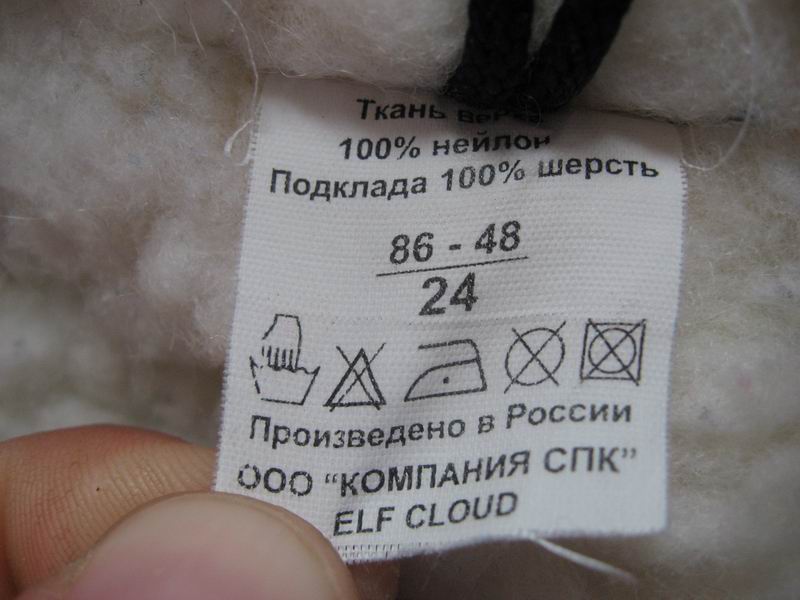 Ткань
100% нейлон
Подклада 100% шерсть
86 - 48
24
Произведено в России
ООО “КОМПАНИЯ СПК”
ELF CLOUD